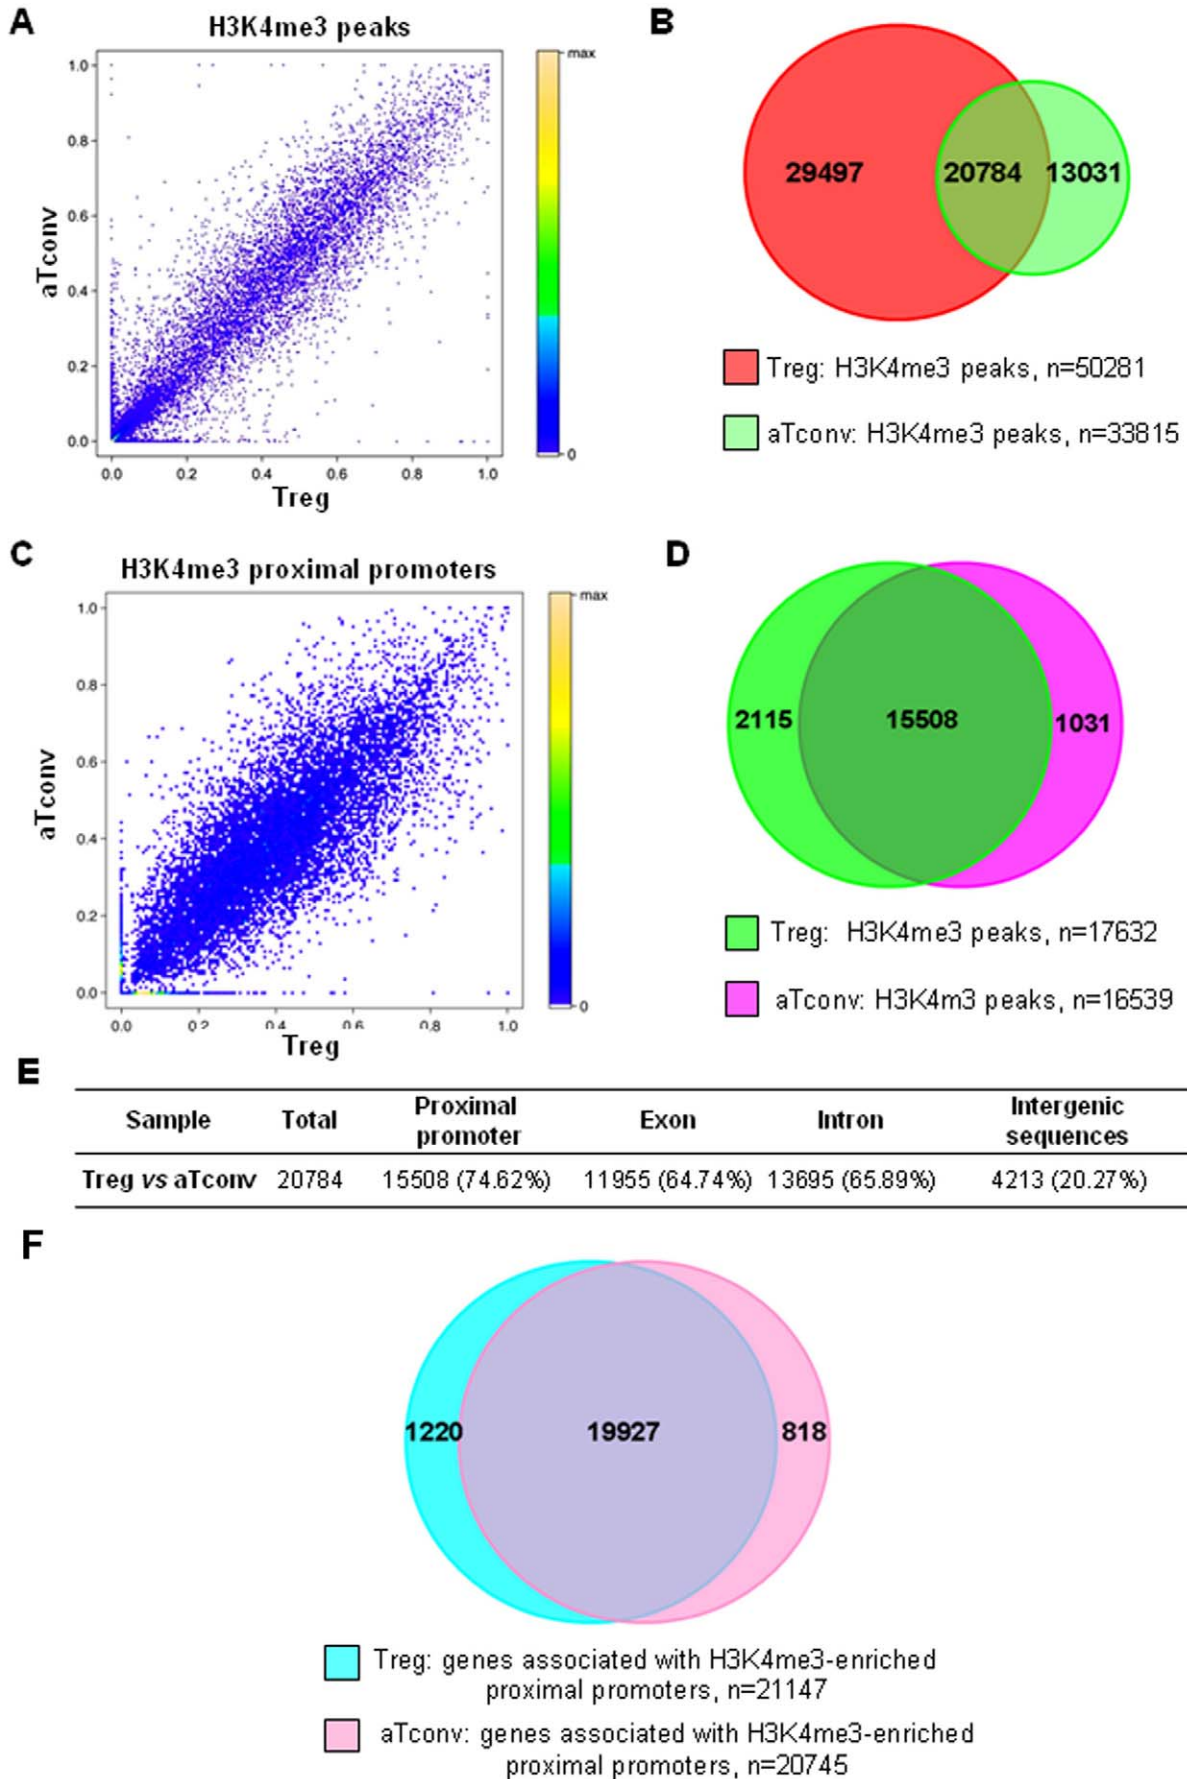 A
H3K4me3 peaks
1.0
0.8
0.6
0.4
0.2
0.0
aTconv
0.0 0.2 0.4 0.6 0.8 1.0
Treg
max
0
B
29497
20784
13031
Treg: H3K4me3 peaks, n=50281
aTconv: H3K4me3 peaks, n=33815
C
H3K4me3 proximal promoters
1.0
0.8
0.6
0.4
0.2
0.0
aTconv
0.0 0.2 0.4 0.6 0.8 1.0
Treg
max
0
D
2115
15508
1031
Treg: H3K4me3 peaks, n=17632
aTconv: H3K4m3 peaks, n=16539
E
Sample Total Proximal promoter Exon Intron Intergenic sequences
Treg vs aTconv 20784 15508 (74.62%) 11955 (64.74%) 13695 (65.89%) 4213 (20.27%)
F
1220
19927
818
Treg: genes associated with H3K4me3-enriched
proximal promoters, n=21147
aTconv: genes associated with H3K4me3-enriched
proximal promoters, n=20745